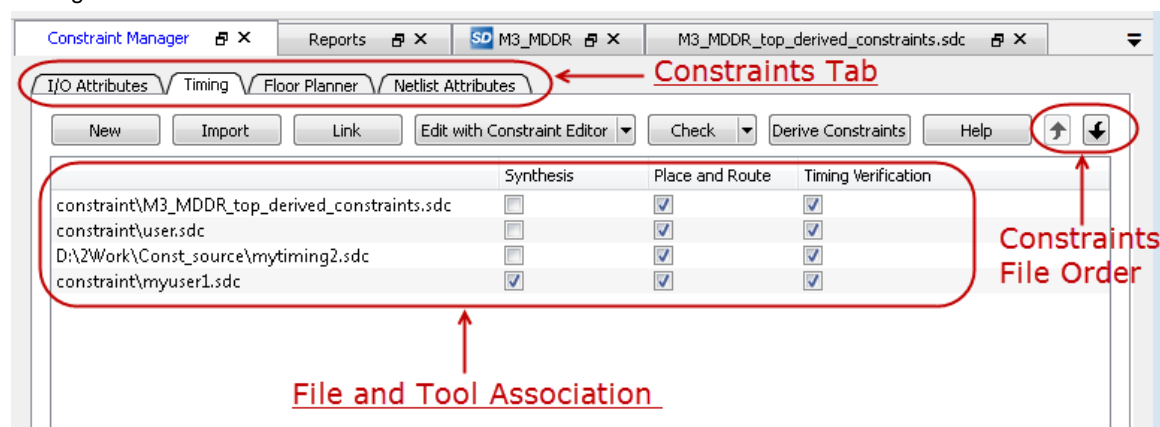 Constraint Manager Reports SD M3_MDDR M3_MDDR_top_derived_constraints.sdc
I/O Attributes Timing Floor Planner Netlist Attributes Constraints Tab
New Import Link Edit with Constraint Editor Check Derive Constraints Help
Synthesis Place and Route Timing Verification
constraint\M3_MDDR_top_derived_constraints.sdc
constraint\user.sdc
D:\2Work\Const_source\mytiming2.sdc
constraint\myuser1.sdc
Constraints
File Order
File and Tool Association